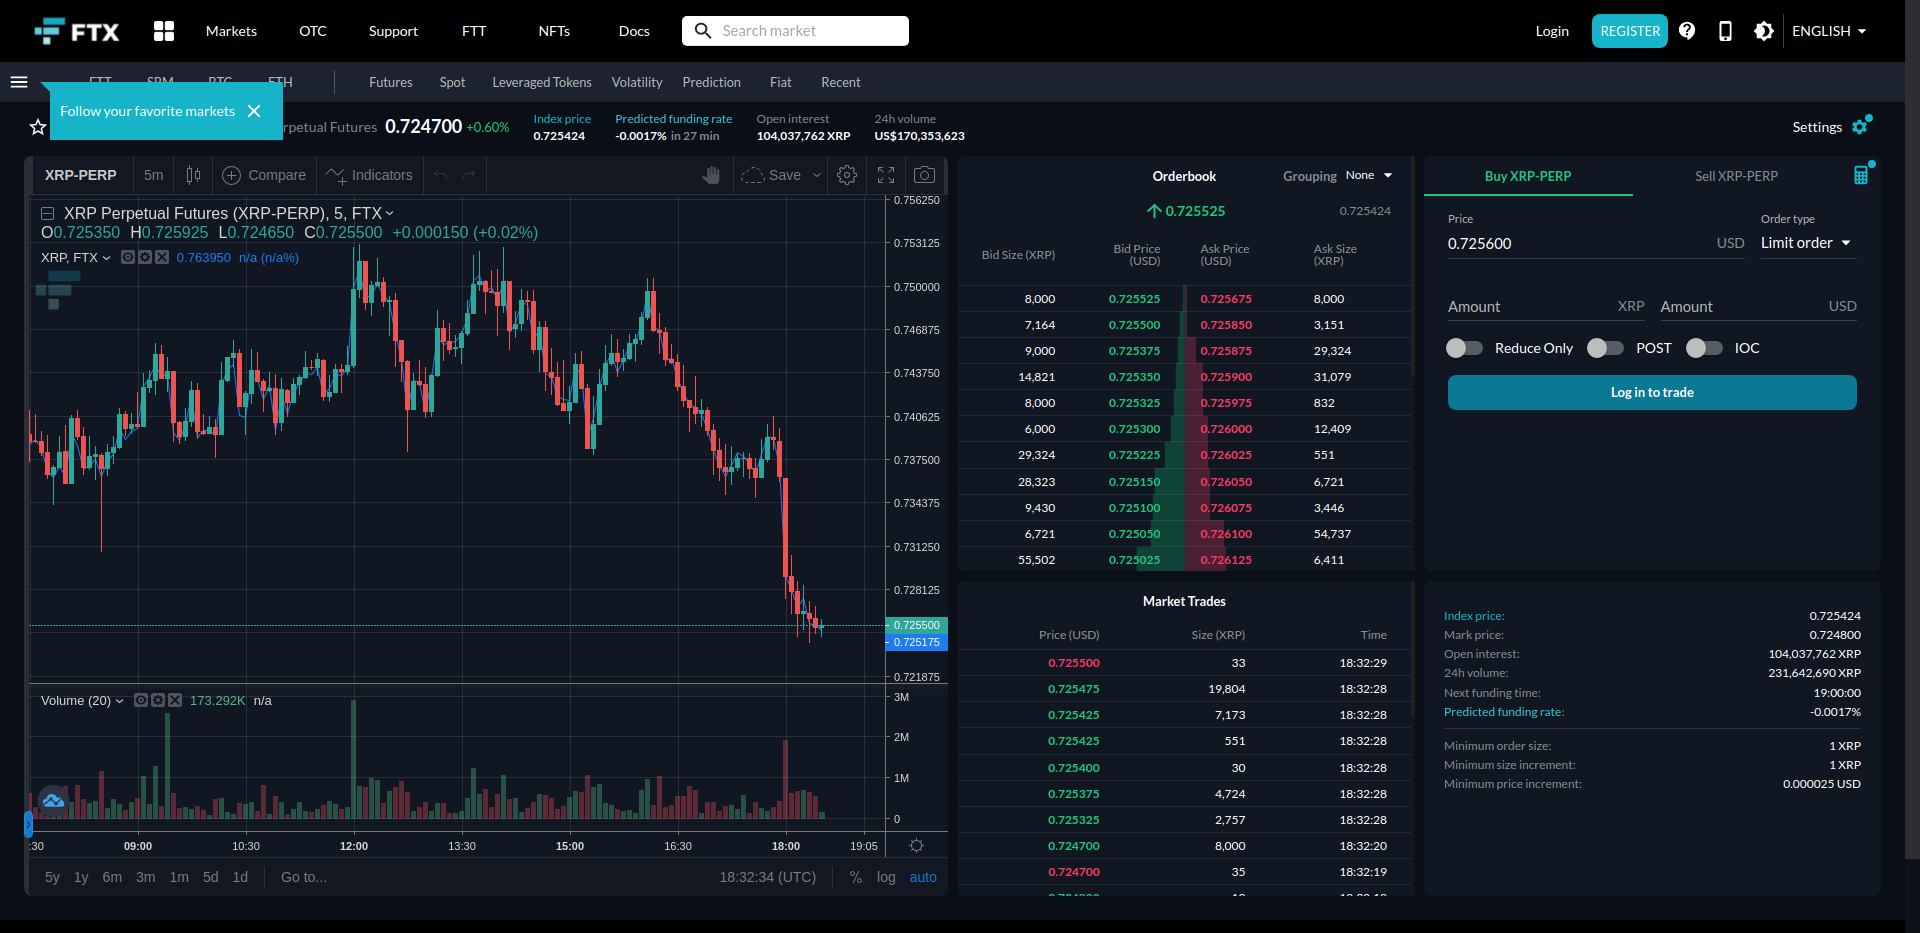 FTX
Markets OTC Support FTT NFTs Docs Search market Login REGISTER ENGLISH
Futures Spot Leveraged Tokens Volatility Prediction Fiat Recent
Follow your favorite markets
Perpetual Futures 0.724700 +0.60%
Index price 0.725424
Predicted funding rate -0.0017% in 27 min
Open interest 104,037,762 XRP
24h volume US$170,353,623
Settings
XRP-PERP 5m Compare Indicators Save
XRP Perpetual Futures (XRP-PERP), 5, FTX
O0.725350 H0.725925 L0.724650 C0.725500 +0.000150 (+0.02%)
XRP, FTX 0.763950 n/a (n/a%)
0.756250
0.753125
0.750000
0.746875
0.743750
0.740625
0.737500
0.734375
0.731250
0.728125
0.725500
0.725175
0.721875
Volume (20) 173.292K n/a
3M
2M
1M
0
:30 09:00 10:30 12:00 13:30 15:00 16:30 18:00 19:05
5y 1y 6m 3m 1m 5d 1d Go to... 18:32:34 (UTC) % log auto
Orderbook Grouping None
0.725525 0.725424
Bid Size (XRP) Bid Price (USD) Ask Price (USD) Ask Size (XRP)
8,000 0.725525 0.725675 8,000
7,164 0.725500 0.725850 3,151
9,000 0.725375 0.725875 29,324
14,821 0.725350 0.725900 31,079
8,000 0.725325 0.725975 832
6,000 0.725300 0.726000 12,409
29,324 0.725225 0.726025 551
28,323 0.725150 0.726050 6,721
9,430 0.725100 0.726075 3,446
6,721 0.725050 0.726100 54,737
55,502 0.725025 0.726125 6,411
Market Trades
Price (USD) Size (XRP) Time
0.725500 33 18:32:29
0.725475 19,804 18:32:28
0.725425 7,173 18:32:28
0.725425 551 18:32:28
0.725400 30 18:32:28
0.725375 4,724 18:32:28
0.725325 2,757 18:32:28
0.724700 8,000 18:32:20
0.724700 35 18:32:19
Buy XRP-PERP Sell XRP-PERP
Price Order type
0.725600 USD Limit order
Amount XRP Amount USD
Reduce Only POST IOC
Log in to trade
Index price: 0.725424
Mark price: 0.724800
Open interest: 104,037,762 XRP
24h volume: 231,642,690 XRP
Next funding time: 19:00:00
Predicted funding rate: -0.0017%
Minimum order size: 1 XRP
Minimum size increment: 1 XRP
Minimum price increment: 0.000025 USD